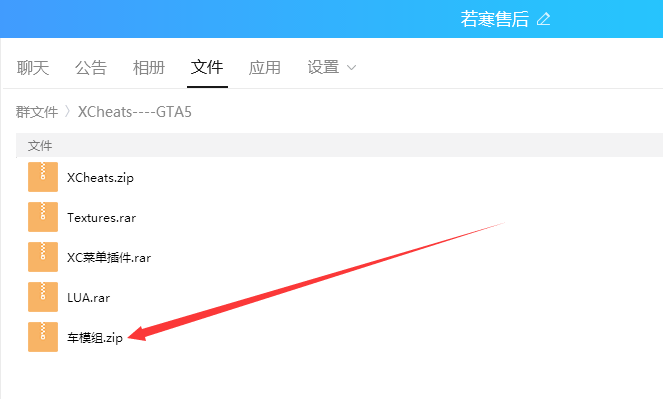 若寒售后
聊天 公告 相册 文件 应用 设置
群文件 〉XCheats----GTA5
文件
XCheats.zip
Textures.rar
XC菜单插件.rar
LUA.rar
车模组.zip